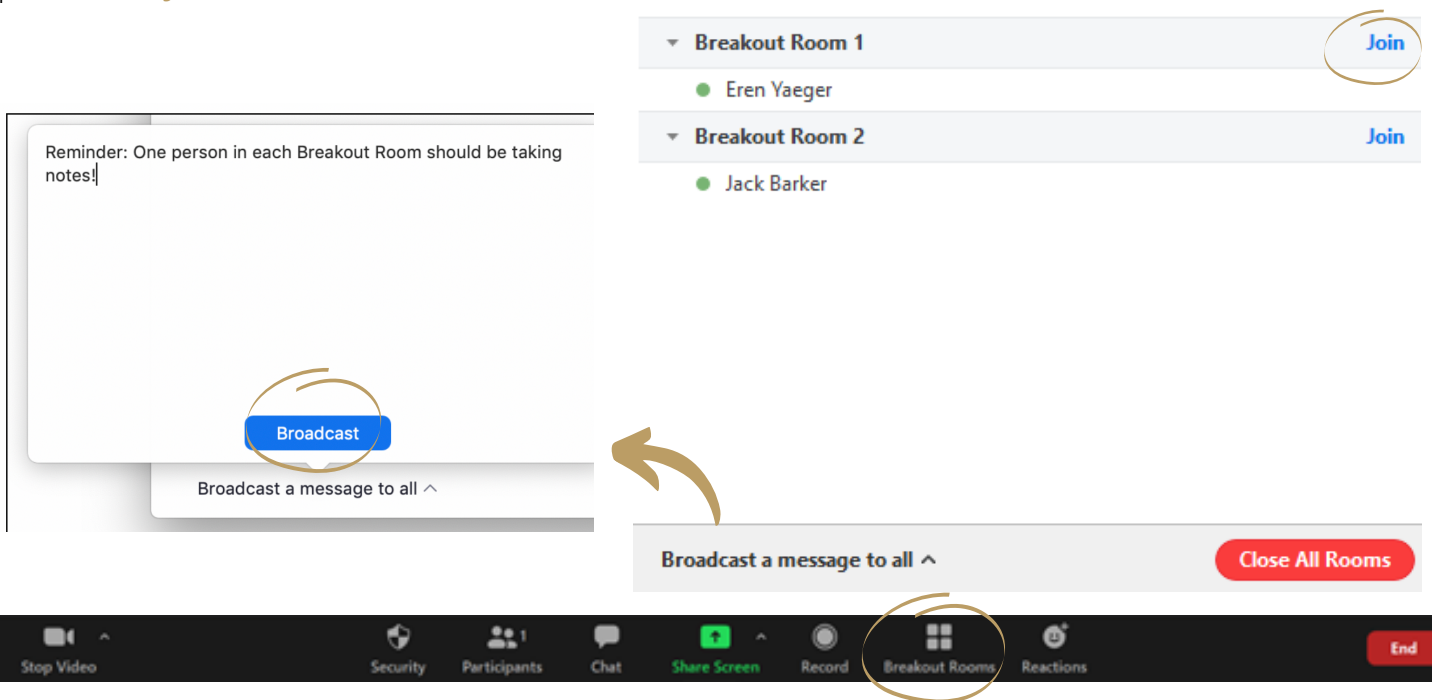 Breakout Room 1 Join
Eren Yaeger
Breakout Room 2 Join
Jack Barker
Reminder: One person in each Breakout Room should be taking
notes!
Broadcast
Broadcast a message to all
Broadcast a message to all Close All Rooms
1
Stop Video Security Participants Chat Share Screen Record Breakout Rooms Reactions End